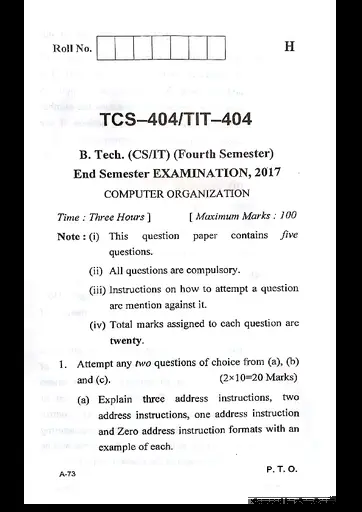 Roll No.
H
TCS–404/TIT–404
B. Tech. (CS/IT) (Fourth Semester)
End Semester EXAMINATION, 2017
COMPUTER ORGANIZATION
Time : Three Hours ] [ Maximum Marks : 100
Note : (i) This question paper contains five
questions.
(ii) All questions are compulsory.
(iii) Instructions on how to attempt a question
are mention against it.
(iv) Total marks assigned to each question are
twenty.
1. Attempt any two questions of choice from (a), (b)
and (c). (2×10=20 Marks)
(a) Explain three address instructions, two
address instructions, one address instruction
and Zero address instruction formats with an
example of each.
A-73 P. T. O.